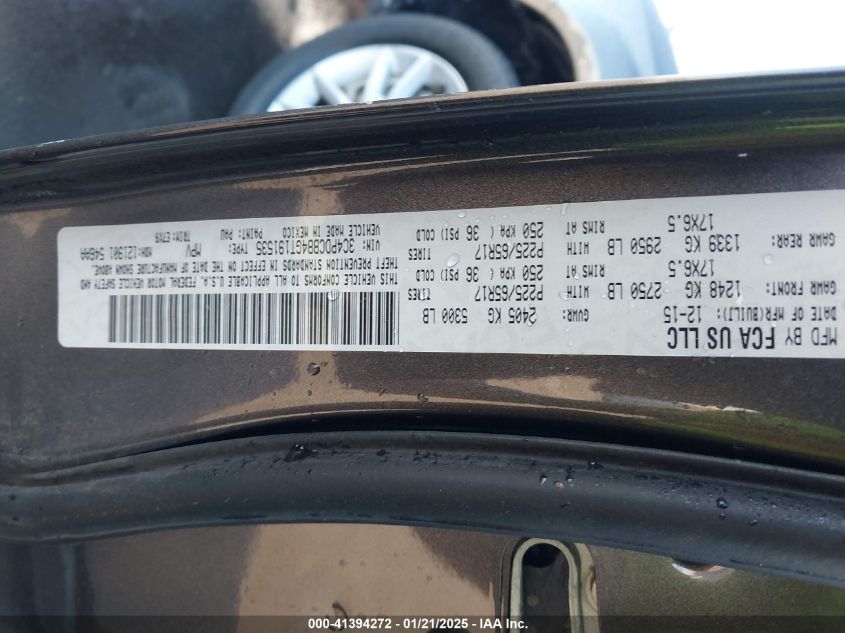 MFD BY FCA US LLC
DATE OF MFR(BUILT): 12-15 GVWR: 2405 KG 5300 LB
GAWR FRONT: 1248 KG 2750 LB WITH P225/65R17 TIRES
17X6.5 RIMS AT 250 KPA ( 36 PSI) COLD
GAWR REAR: 1339 KG 2950 LB WITH P225/65R17 TIRES
17X6.5 RIMS AT 250 KPA ( 36 PSI) COLD
THIS VEHICLE CONFORMS TO ALL APPLICABLE U.S.A. FEDERAL MOTOR VEHICLE SAFETY AND
THEFT PREVENTION STANDARDS IN EFFECT ON THE DATE OF MANUFACTURE SHOWN ABOVE.
VIN: 3C4PDCBB4GT191535 TYPE: MPV MDH:121901 546AA
VEHICLE MADE IN MEXICO PAINT: PAU TRIM:E7X9
000-41394272 / 01/21/2025 - IAA Inc.